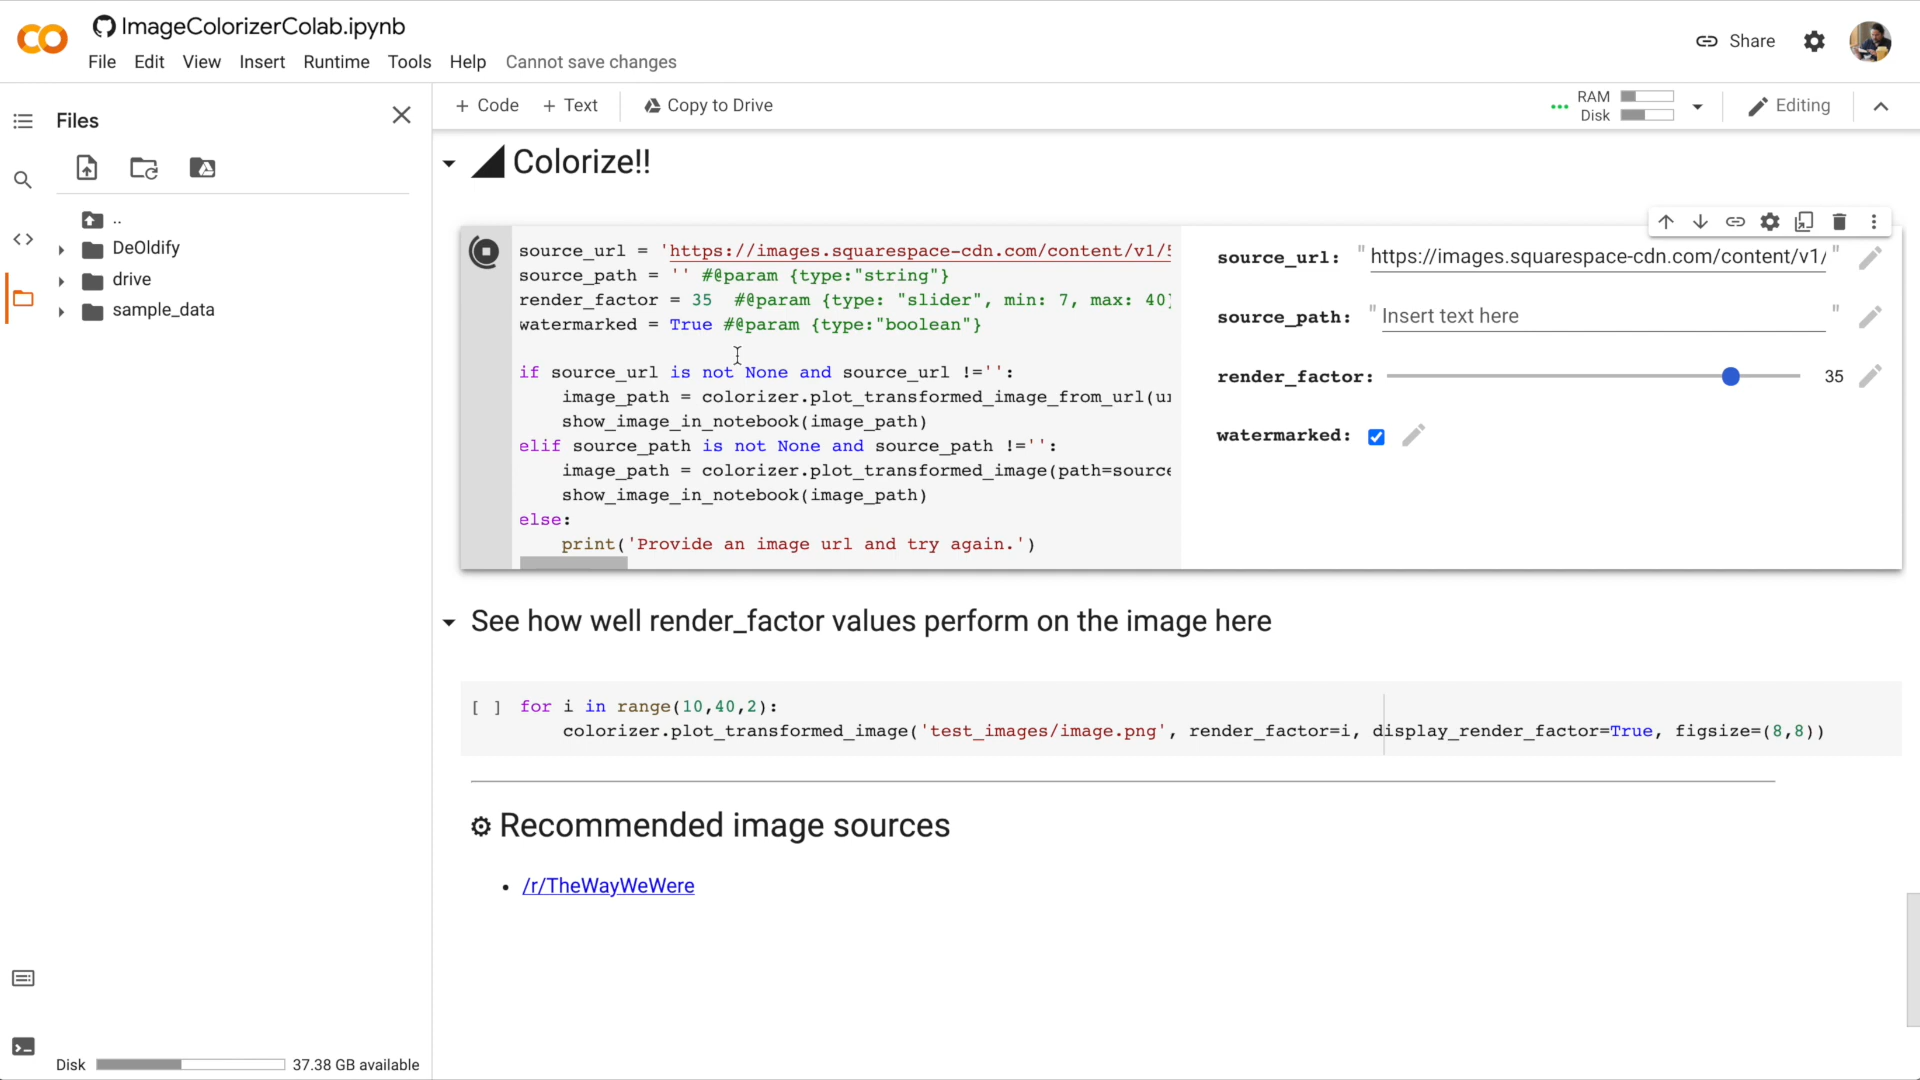 ImageColorizerColab.ipynb
File Edit View Insert Runtime Tools Help Cannot save changes
Share
Files
+ Code + Text Copy to Drive
RAM
Disk
Editing
..
DeOldify
drive
sample_data
Colorize!!
source_url = 'https://images.squarespace-cdn.com/content/v1/5
source_path = '' #@param {type:"string"}
render_factor = 35 #@param {type: "slider", min: 7, max: 40}
watermarked = True #@param {type:"boolean"}
if source_url is not None and source_url !='':
image_path = colorizer.plot_transformed_image_from_url(ur
show_image_in_notebook(image_path)
elif source_path is not None and source_path !='':
image_path = colorizer.plot_transformed_image(path=source
show_image_in_notebook(image_path)
else:
print('Provide an image url and try again.')
source_url: "https://images.squarespace-cdn.com/content/v1/"
source_path: "Insert text here"
render_factor: 35
watermarked:
See how well render_factor values perform on the image here
[ ] for i in range(10,40,2):
colorizer.plot_transformed_image('test_images/image.png', render_factor=i, display_render_factor=True, figsize=(8,8))
Recommended image sources
• /r/TheWayWeWere
Disk 37.38 GB available